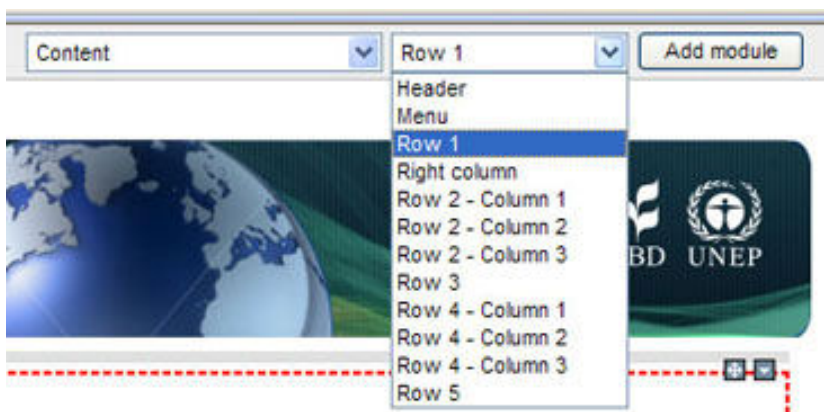 Content
Row 1
Add module
Header
Menu
Row 1
Right column
Row 2 - Column 1
Row 2 - Column 2
Row 2 - Column 3
Row 3
Row 4 - Column 1
Row 4 - Column 2
Row 4 - Column 3
Row 5
BD UNEP